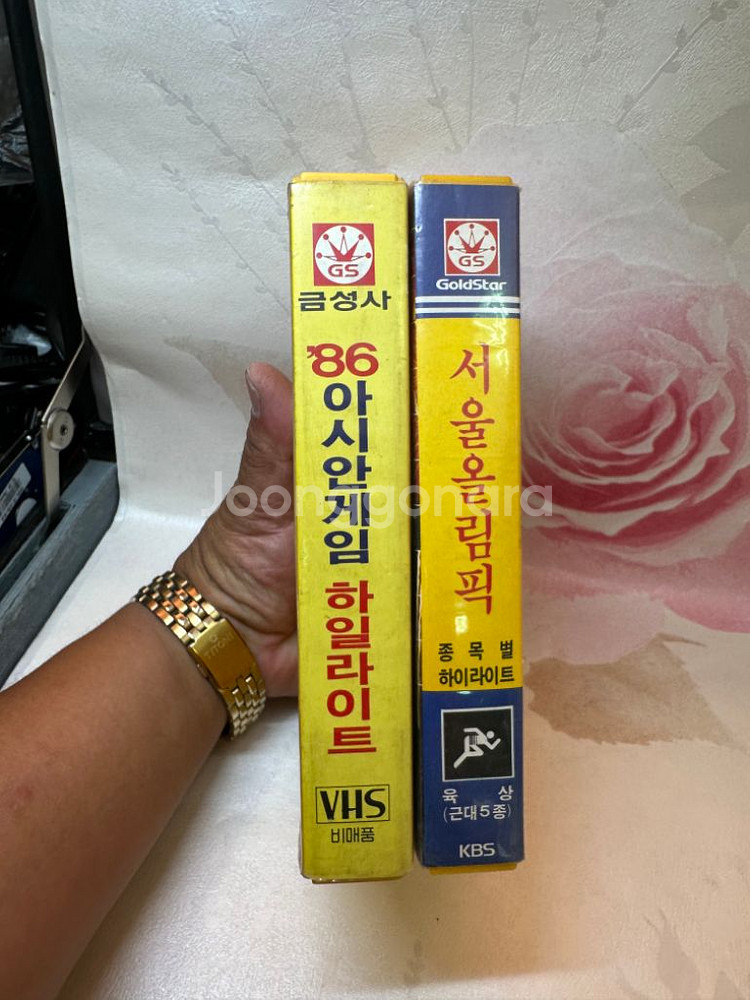 GS
금성사
'86
아시안게임 하일라이트
VHS
비매품
GS
GoldStar
서울올림픽
종목별
하이라이트
육상
(근대5종)
KBS
Joonggonara